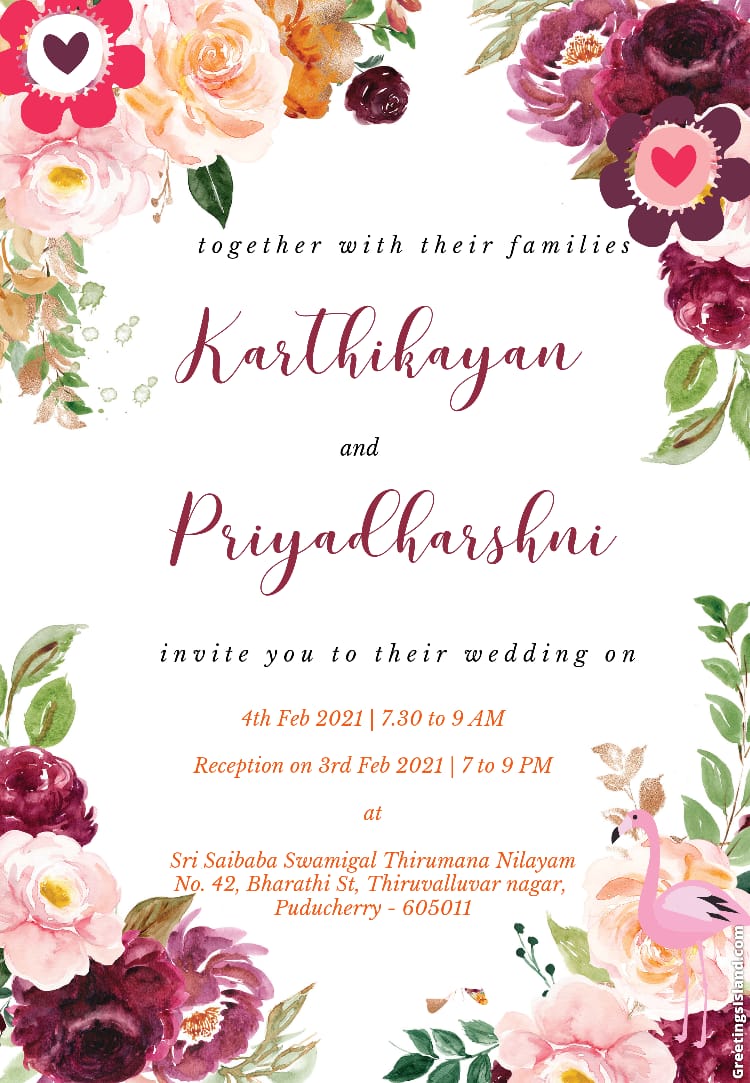 together with their families
Karthikayan
and
Priyadharshni
invite you to their wedding on
4th Feb 2021 | 7.30 to 9 AM
Reception on 3rd Feb 2021 | 7 to 9 PM
at
Sri Saibaba Swamigal Thirumana Nilayam
No. 42, Bharathi St, Thiruvalluvar nagar,
Puducherry - 605011
GreetingsIsland.com